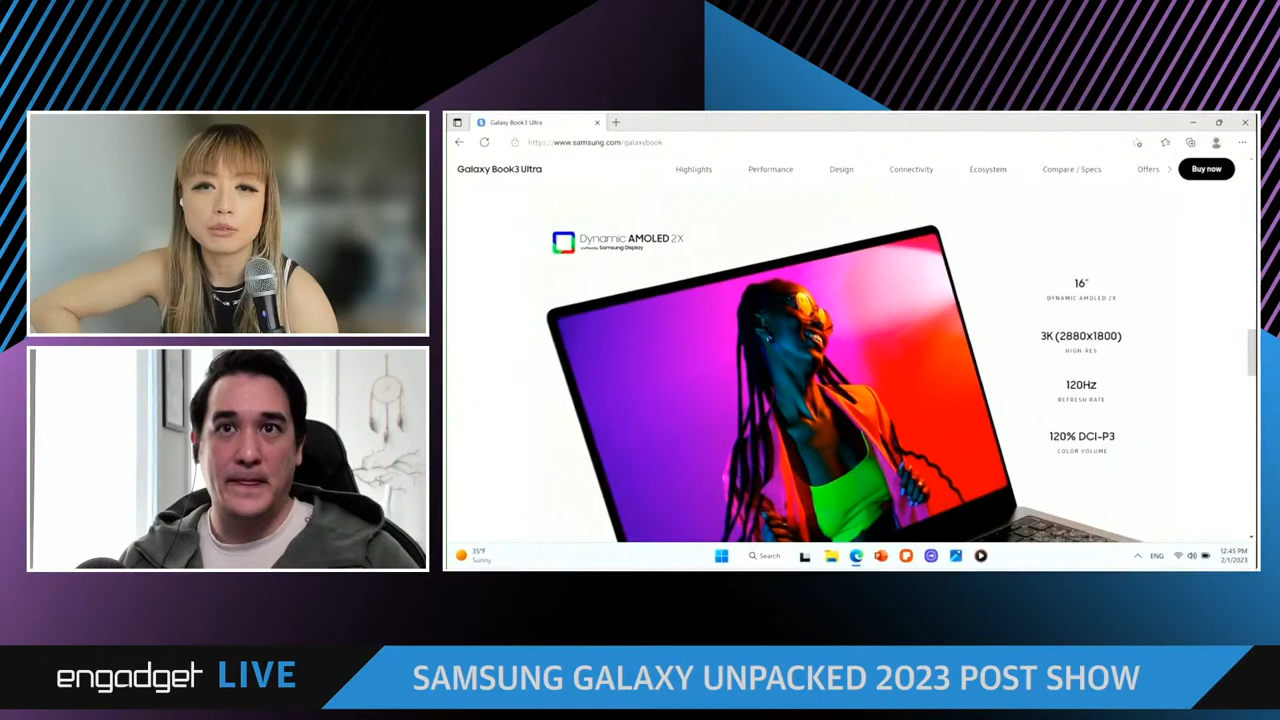 Galaxy Book3 Ultra
https://www.samsung.com/galaxybook
Galaxy Book3 Ultra
Highlights
Performance
Design
Connectivity
Ecosystem
Compare / Specs
Offers
Buy now
Dynamic AMOLED 2X
Samsung Display
16"
DYNAMIC AMOLED 2X
3K (2880x1800)
HIGH-RES
120Hz
REFRESH RATE
120% DCI-P3
COLOR VOLUME
35°F
Sunny
Search
ENG
12:45 PM
2/1/2023
engadget LIVE
SAMSUNG GALAXY UNPACKED 2023 POST SHOW